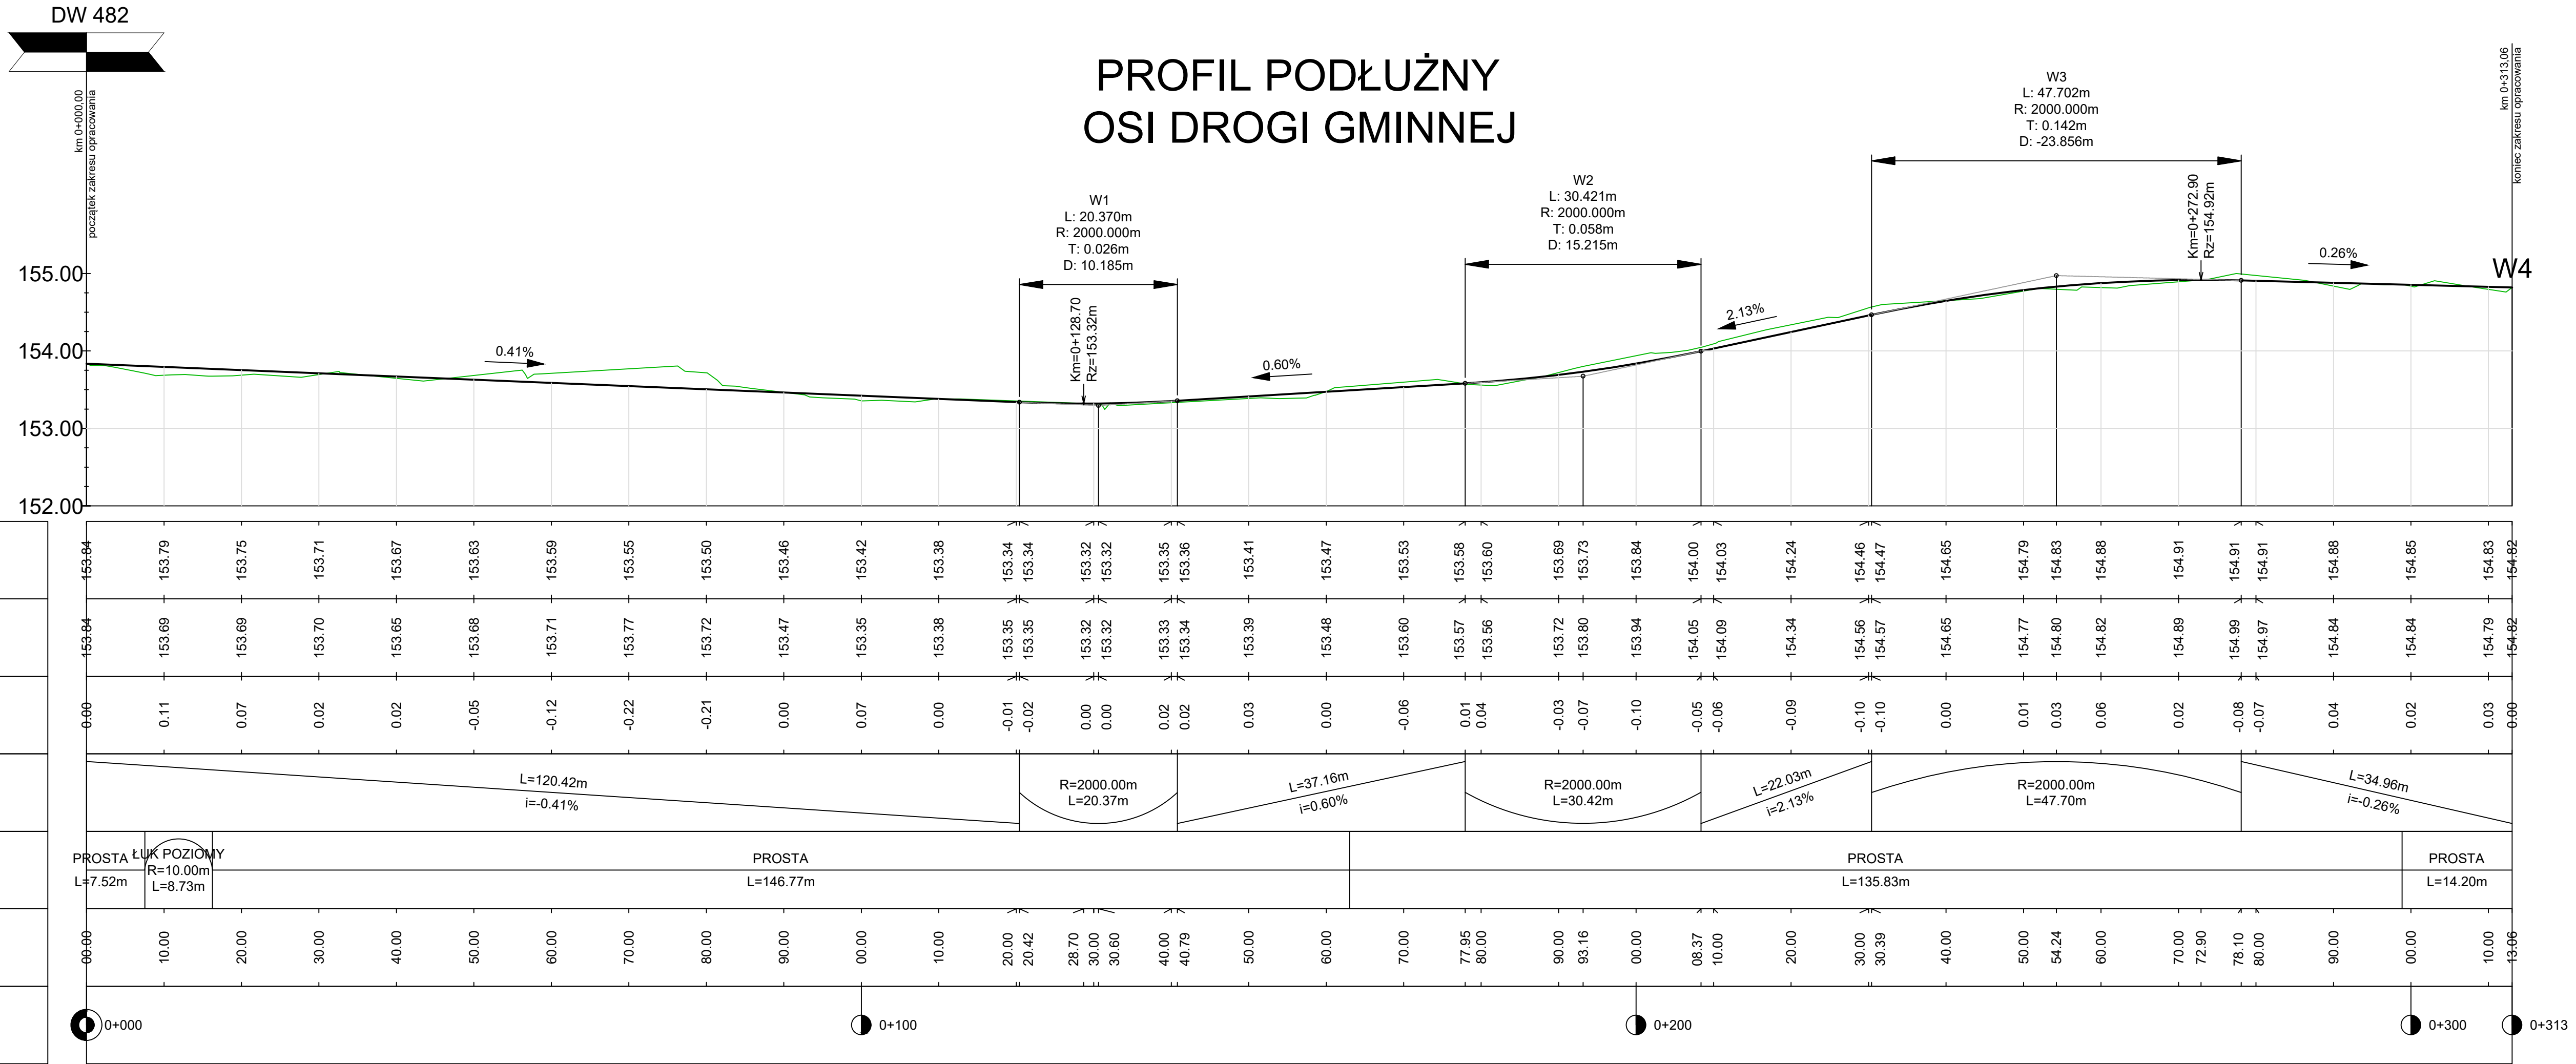 DW 482
PROFIL PODŁUŻNY
OSI DROGI GMINNEJ
km 0+000,00
początek zakresu opracowania
km 0+313,06
koniec zakresu opracowania
W1
L: 20.370m
R: 2000.000m
T: 0.026m
D: 10.185m
W2
L: 30.421m
R: 2000.000m
T: 0.058m
D: 15.215m
W3
L: 47.702m
R: 2000.000m
T: 0.142m
D: -23.856m
Km=0+128.70
Rz=153.32m
Km=0+272.90
Rz=154.92m
W4
155.00
154.00
153.00
152.00
0.41%
0.60%
2.13%
0.26%
153.84 153.79 153.75 153.71 153.67 153.63 153.59 153.55 153.50 153.46 153.42 153.38 153.34 153.34 153.32 153.32 153.35 153.36 153.41 153.47 153.53 153.58 153.60 153.69 153.73 153.84 154.00 154.03 154.24 154.46 154.47 154.65 154.79 154.83 154.88 154.91 154.91 154.91 154.88 154.85 154.83 154.82
153.84 153.69 153.69 153.70 153.65 153.68 153.71 153.77 153.72 153.47 153.35 153.38 153.35 153.35 153.32 153.32 153.33 153.34 153.39 153.48 153.60 153.57 153.56 153.72 153.80 153.94 154.05 154.09 154.34 154.56 154.57 154.65 154.77 154.80 154.82 154.89 154.99 154.97 154.84 154.84 154.79 154.82
0.00 0.11 0.07 0.02 0.02 -0.05 -0.12 -0.22 -0.21 0.00 0.07 0.00 -0.01 -0.02 0.00 0.00 0.02 0.02 0.03 0.00 -0.06 0.01 0.04 -0.03 -0.07 -0.10 -0.05 -0.06 -0.09 -0.10 -0.10 0.00 0.01 0.03 0.06 0.02 -0.08 -0.07 0.04 0.02 0.03 0.00
L=120.42m
i=-0.41%
R=2000.00m
L=20.37m
L=37.16m
i=0.60%
R=2000.00m
L=30.42m
L=22.03m
i=2.13%
R=2000.00m
L=47.70m
L=34.96m
i=-0.26%
PROSTA
L=7.52m
ŁUK POZIOMY
R=10.00m
L=8.73m
PROSTA
L=146.77m
PROSTA
L=135.83m
PROSTA
L=14.20m
00.00 10.00 20.00 30.00 40.00 50.00 60.00 70.00 80.00 90.00 00.00 10.00 20.00 20.42 28.70 30.00 30.60 40.00 40.79 50.00 60.00 70.00 77.95 80.00 90.00 93.16 00.00 08.37 10.00 20.00 30.00 30.39 40.00 50.00 54.24 60.00 70.00 72.90 78.10 80.00 90.00 00.00 10.00 13.06
0+000 0+100 0+200 0+300 0+313